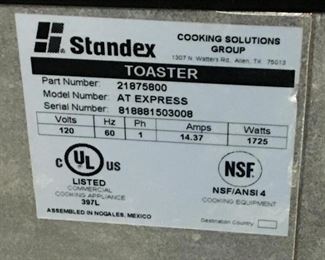 Standex
COOKING SOLUTIONS
GROUP
1307 N. Watters Rd., Allen, TX 75013
TOASTER
Part Number: 21875800
Model Number: AT EXPRESS
Serial Number: 818881503008
Volts Hz Ph Amps Watts
120 60 1 14.37 1725
C UL US
LISTED
COMMERCIAL
COOKING APPLIANCE
397L
NSF®
NSF/ANSI 4
COOKING EQUIPMENT
ASSEMBLED IN NOGALES, MEXICO
Destination Country